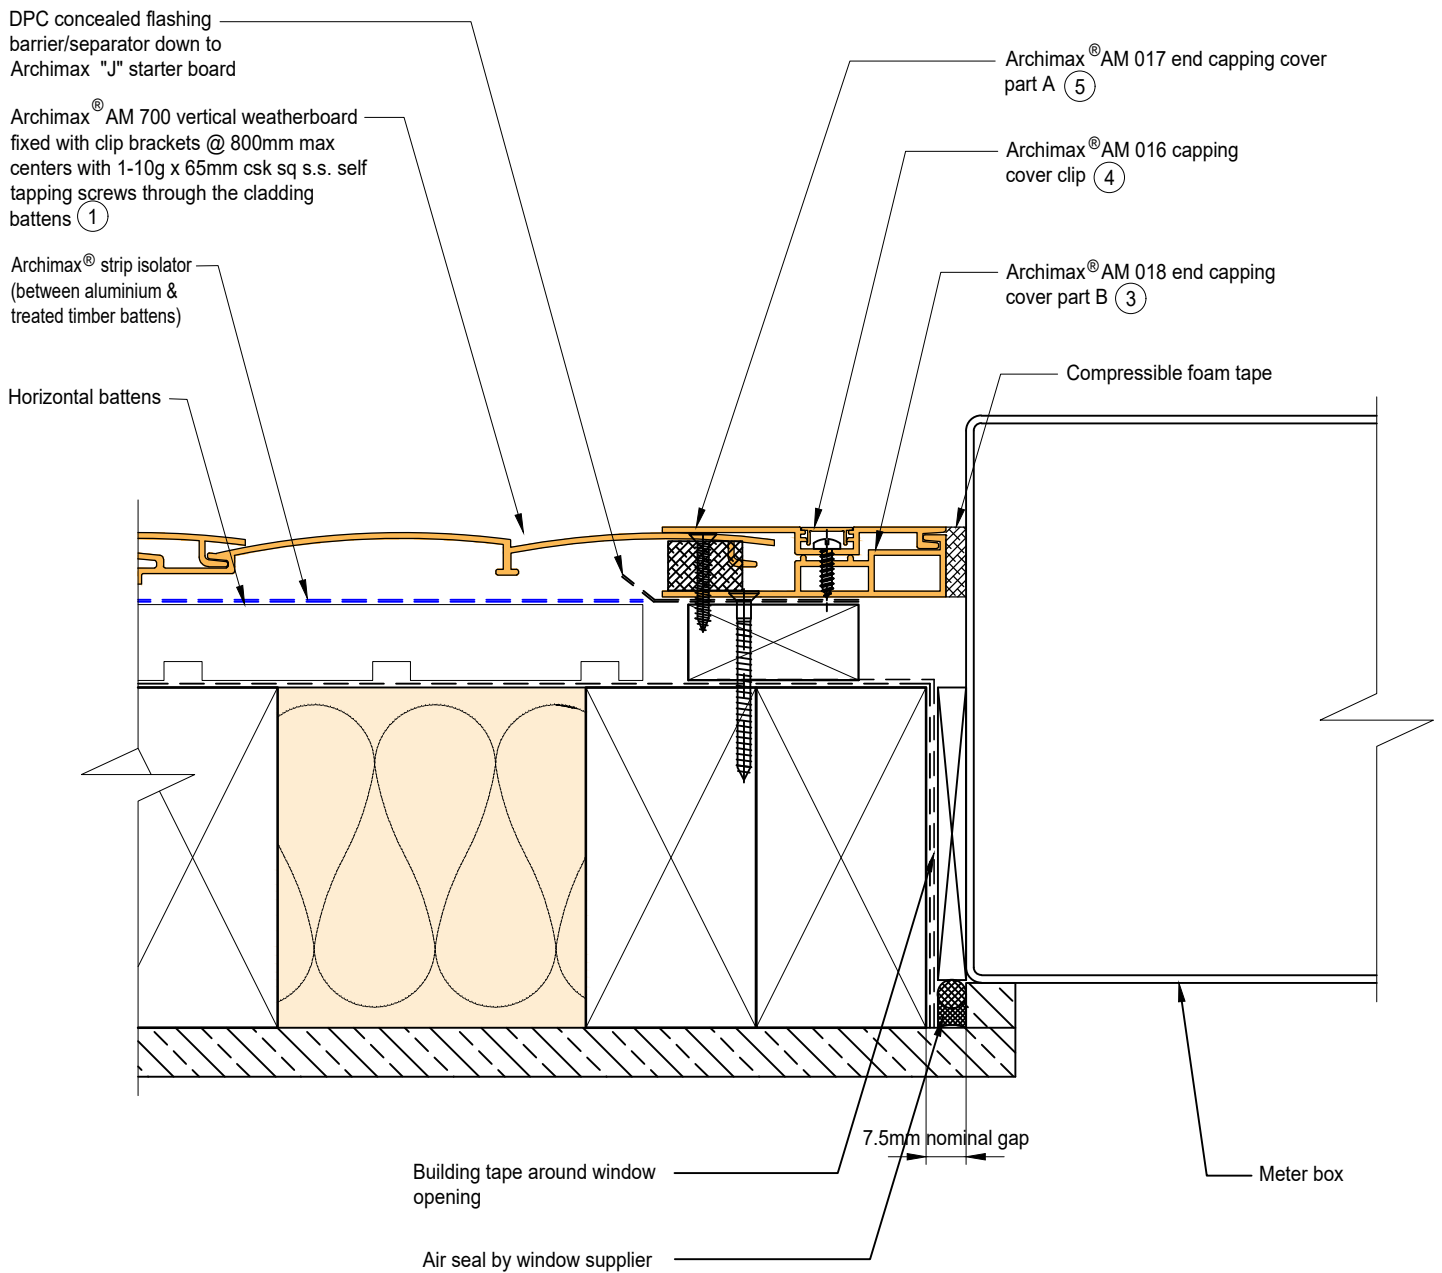 DPC concealed flashing
barrier/separator down to
Archimax "J" starter board
Archimax® AM 700 vertical weatherboard
fixed with clip brackets @ 800mm max
centers with 1-10g x 65mm csk sq s.s. self
tapping screws through the cladding
battens 1
Archimax® strip isolator
(between aluminium &
treated timber battens)
Horizontal battens
Archimax® AM 017 end capping cover
part A 5
Archimax® AM 016 capping
cover clip 4
Archimax® AM 018 end capping
cover part B 3
Compressible foam tape
7.5mm nominal gap
Building tape around window
opening
Meter box
Air seal by window supplier